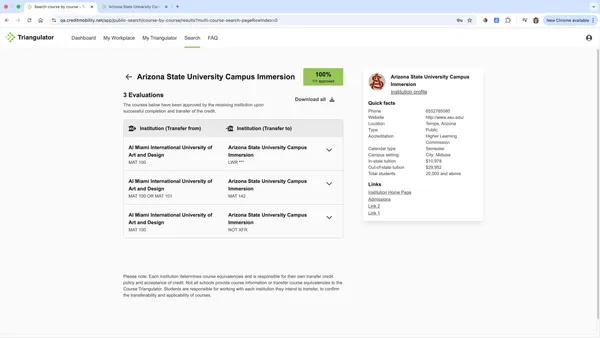 Search course by course / res
Arizona State University Cam
qa.creditmobility.net/app/public-search/course-by-course/results?multi-course-search-pageRowIndex=0
New Chrome available
Triangulator
Dashboard
My Workplace
My Triangulator
Search
FAQ
Arizona State University Campus Immersion
100%
1/1 approved
3 Evaluations
The courses below have been approved by the receiving institution upon
successful completion and transfer of the credit.
Download all
Institution (Transfer from)
Institution (Transfer to)
AI Miami International University of
Art and Design
MAT 100
Arizona State University Campus
Immersion
LWR ***
AI Miami International University of
Art and Design
MAT 100 OR MAT 101
Arizona State University Campus
Immersion
MAT 142
AI Miami International University of
Art and Design
MAT 100
Arizona State University Campus
Immersion
NOT XFR
Please note: Each institution determines course equivalencies and is responsible for their own transfer credit
policy and acceptance of credit. Not all schools provide course information or transfer course equivalencies to the
Course Triangulator. Students are responsible for working with each institution they intend to transfer, to confirm
the transferability and applicability of courses.
Arizona State University Campus
Immersion
Institution profile
Quick facts
Phone 8552785080
Website http://www.asu.edu/
Location Tempe, Arizona
Type Public
Accreditation Higher Learning
Commission
Calendar type Semester
Campus setting City: Midsize
In-state tuition $10,978
Out-of-state tuition $29,952
Total students 20,000 and above
Links
Institution Home Page
Admissions
Link 2
Link 1